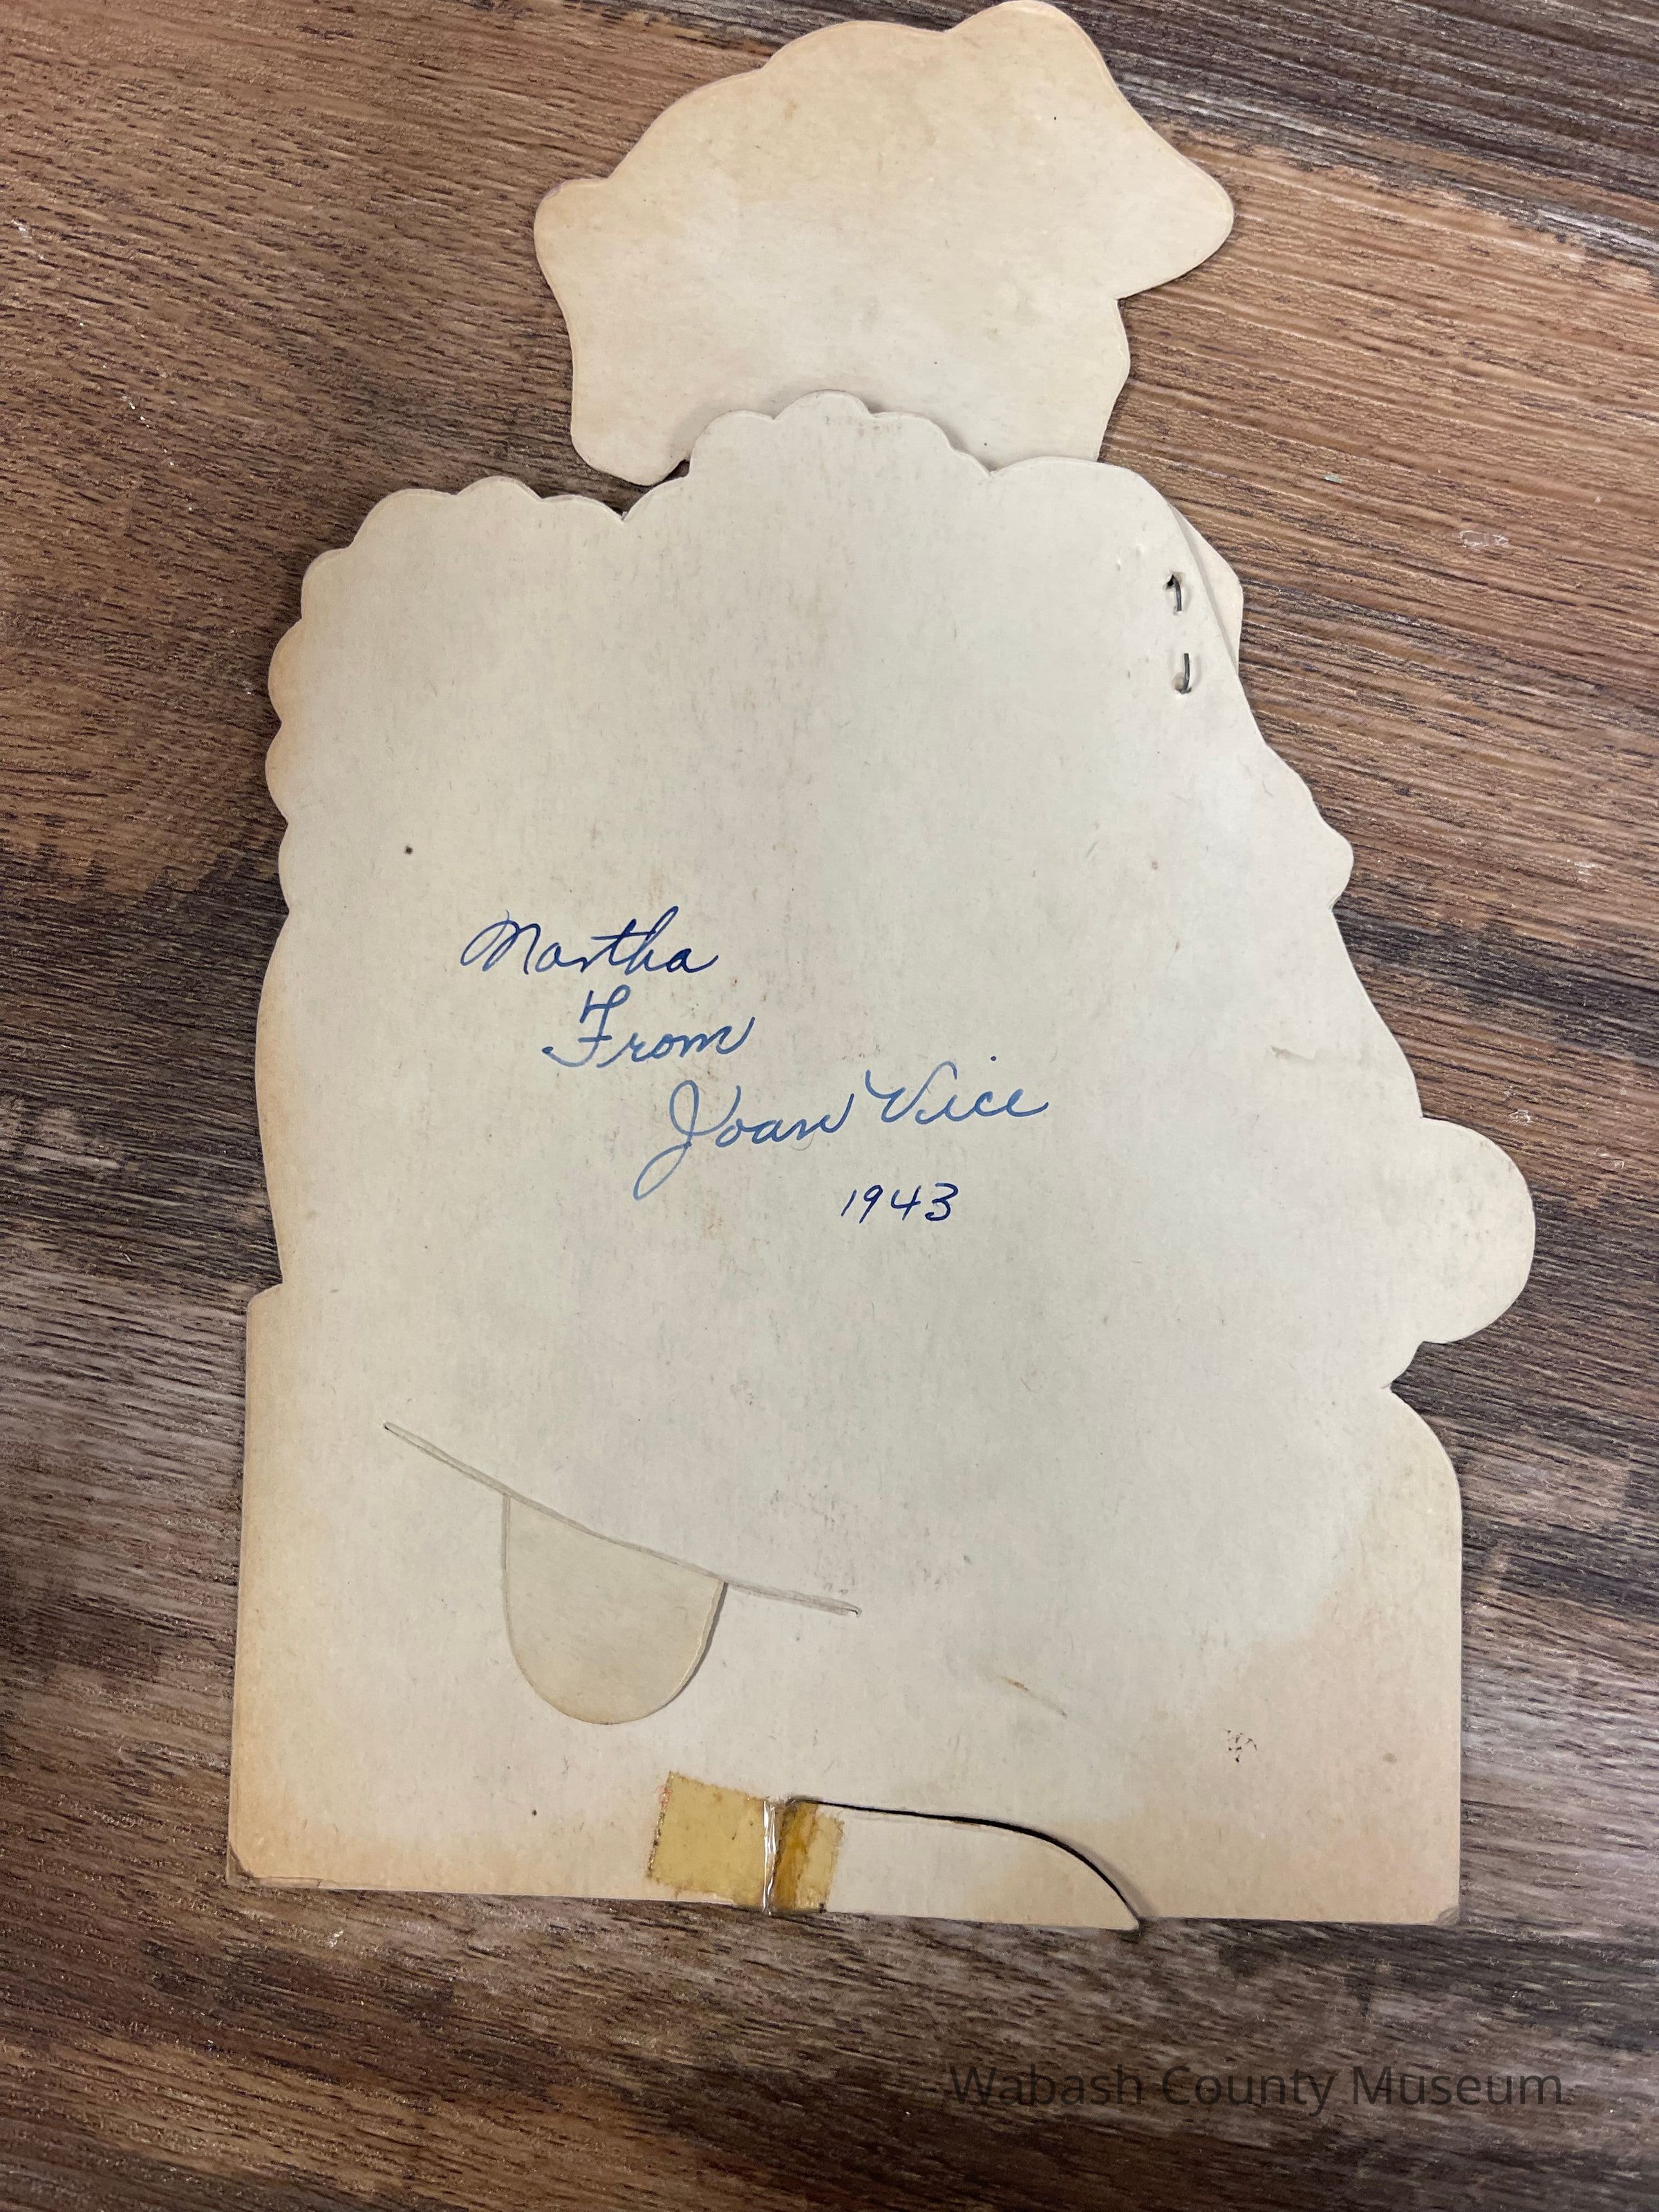 Martha
From
Joan Vice
1943
Wabash County Museum